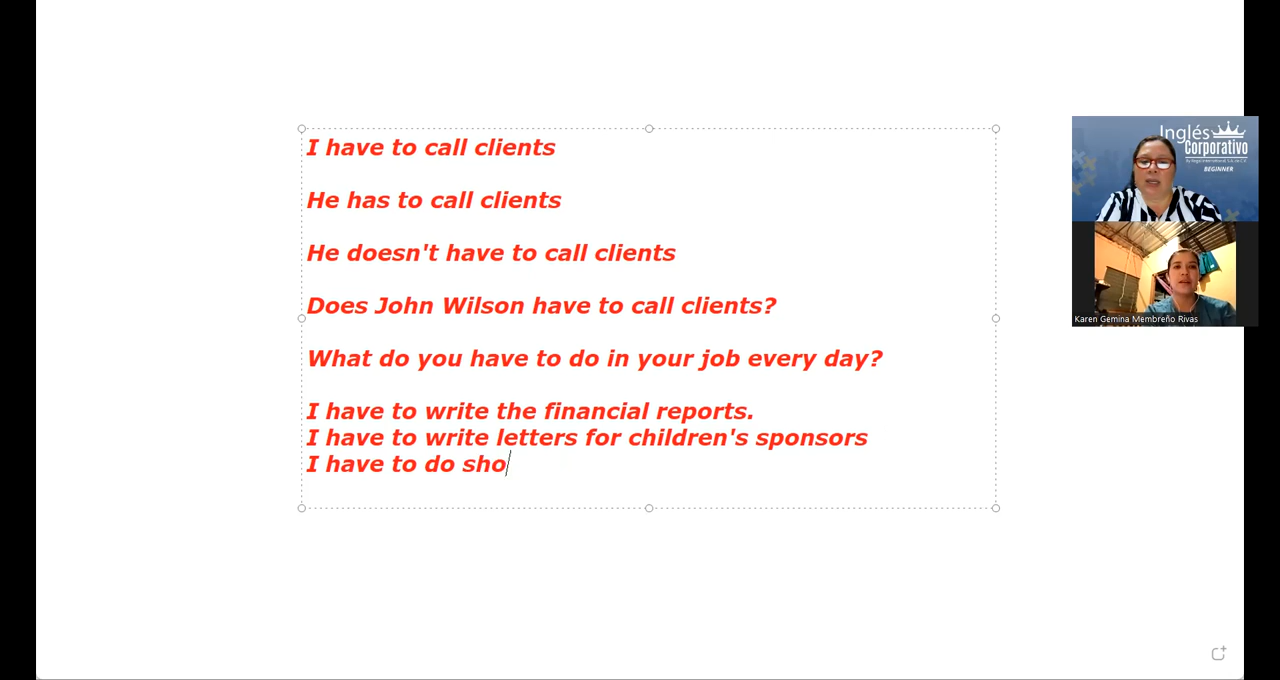 I have to call clients
He has to call clients
He doesn't have to call clients
Does John Wilson have to call clients?
What do you have to do in your job every day?
I have to write the financial reports.
I have to write letters for children's sponsors
I have to do sho
Inglés
Corporativo
BEGINNER
Karen Gemina Membreño Rivas